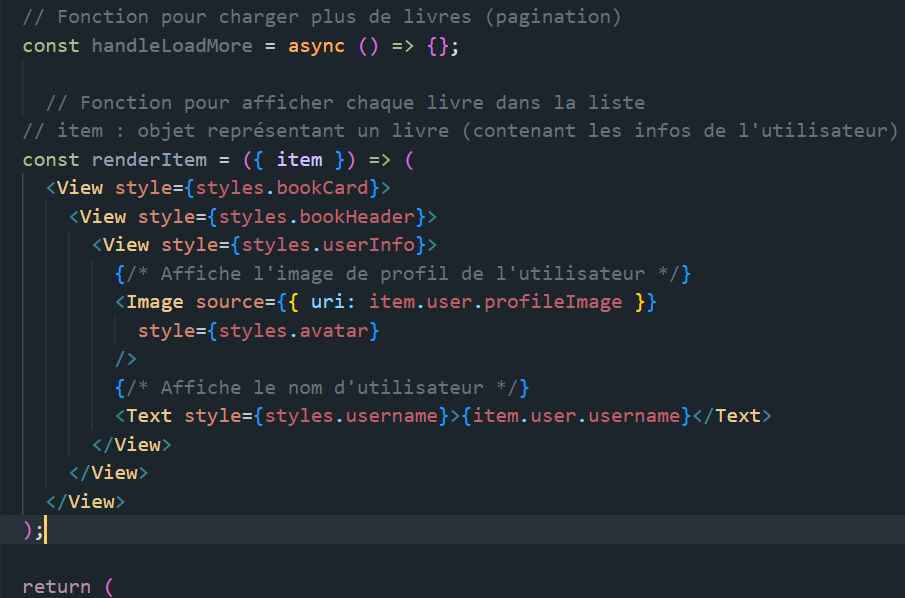 // Fonction pour charger plus de livres (pagination)
const handleLoadMore = async () => {};
// Fonction pour afficher chaque livre dans la liste
// item : objet représentant un livre (contenant les infos de l'utilisateur)
const renderItem = ({ item }) => (
<View style={styles.bookCard}>
<View style={styles.bookHeader}>
<View style={styles.userInfo}>
{/* Affiche l'image de profil de l'utilisateur */}
<Image source={{ uri: item.user.profileImage }}
style={styles.avatar}
/>
{/* Affiche le nom d'utilisateur */}
<Text style={styles.username}>{item.user.username}</Text>
</View>
</View>
</View>
);
return (